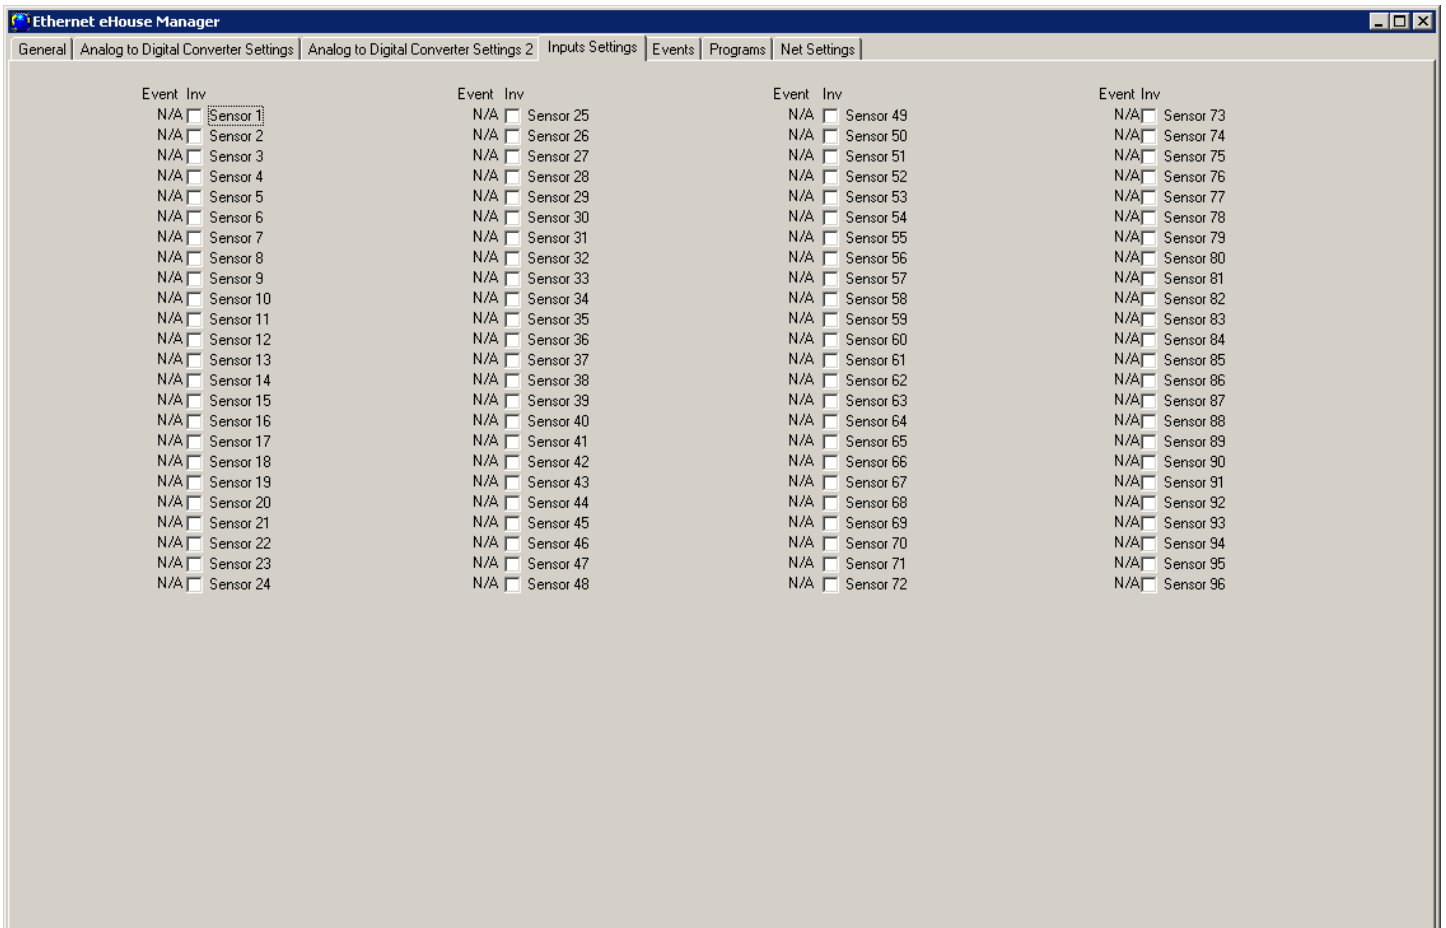 Ethernet eHouse Manager
General Analog to Digital Converter Settings Analog to Digital Converter Settings 2 Inputs Settings Events Programs Net Settings
Event Inv Event Inv Event Inv Event Inv
N/A Sensor 1 N/A Sensor 25 N/A Sensor 49 N/A Sensor 73
N/A Sensor 2 N/A Sensor 26 N/A Sensor 50 N/A Sensor 74
N/A Sensor 3 N/A Sensor 27 N/A Sensor 51 N/A Sensor 75
N/A Sensor 4 N/A Sensor 28 N/A Sensor 52 N/A Sensor 76
N/A Sensor 5 N/A Sensor 29 N/A Sensor 53 N/A Sensor 77
N/A Sensor 6 N/A Sensor 30 N/A Sensor 54 N/A Sensor 78
N/A Sensor 7 N/A Sensor 31 N/A Sensor 55 N/A Sensor 79
N/A Sensor 8 N/A Sensor 32 N/A Sensor 56 N/A Sensor 80
N/A Sensor 9 N/A Sensor 33 N/A Sensor 57 N/A Sensor 81
N/A Sensor 10 N/A Sensor 34 N/A Sensor 58 N/A Sensor 82
N/A Sensor 11 N/A Sensor 35 N/A Sensor 59 N/A Sensor 83
N/A Sensor 12 N/A Sensor 36 N/A Sensor 60 N/A Sensor 84
N/A Sensor 13 N/A Sensor 37 N/A Sensor 61 N/A Sensor 85
N/A Sensor 14 N/A Sensor 38 N/A Sensor 62 N/A Sensor 86
N/A Sensor 15 N/A Sensor 39 N/A Sensor 63 N/A Sensor 87
N/A Sensor 16 N/A Sensor 40 N/A Sensor 64 N/A Sensor 88
N/A Sensor 17 N/A Sensor 41 N/A Sensor 65 N/A Sensor 89
N/A Sensor 18 N/A Sensor 42 N/A Sensor 66 N/A Sensor 90
N/A Sensor 19 N/A Sensor 43 N/A Sensor 67 N/A Sensor 91
N/A Sensor 20 N/A Sensor 44 N/A Sensor 68 N/A Sensor 92
N/A Sensor 21 N/A Sensor 45 N/A Sensor 69 N/A Sensor 93
N/A Sensor 22 N/A Sensor 46 N/A Sensor 70 N/A Sensor 94
N/A Sensor 23 N/A Sensor 47 N/A Sensor 71 N/A Sensor 95
N/A Sensor 24 N/A Sensor 48 N/A Sensor 72 N/A Sensor 96